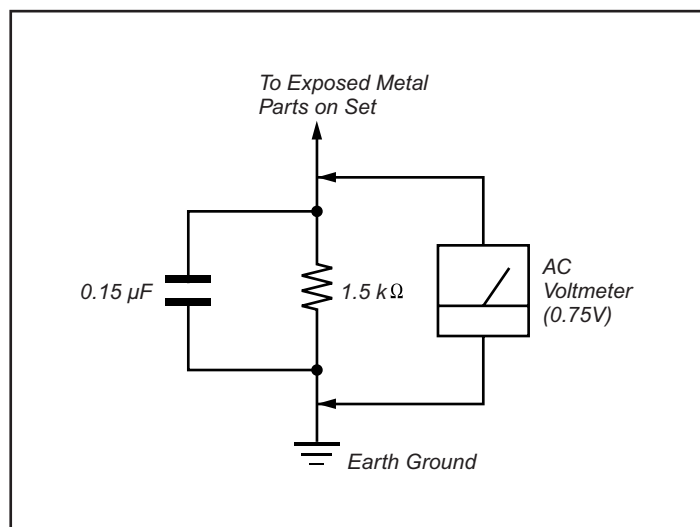 To Exposed Metal
Parts on Set
0.15 µF
1.5 kΩ
AC
Voltmeter
(0.75V)
Earth Ground